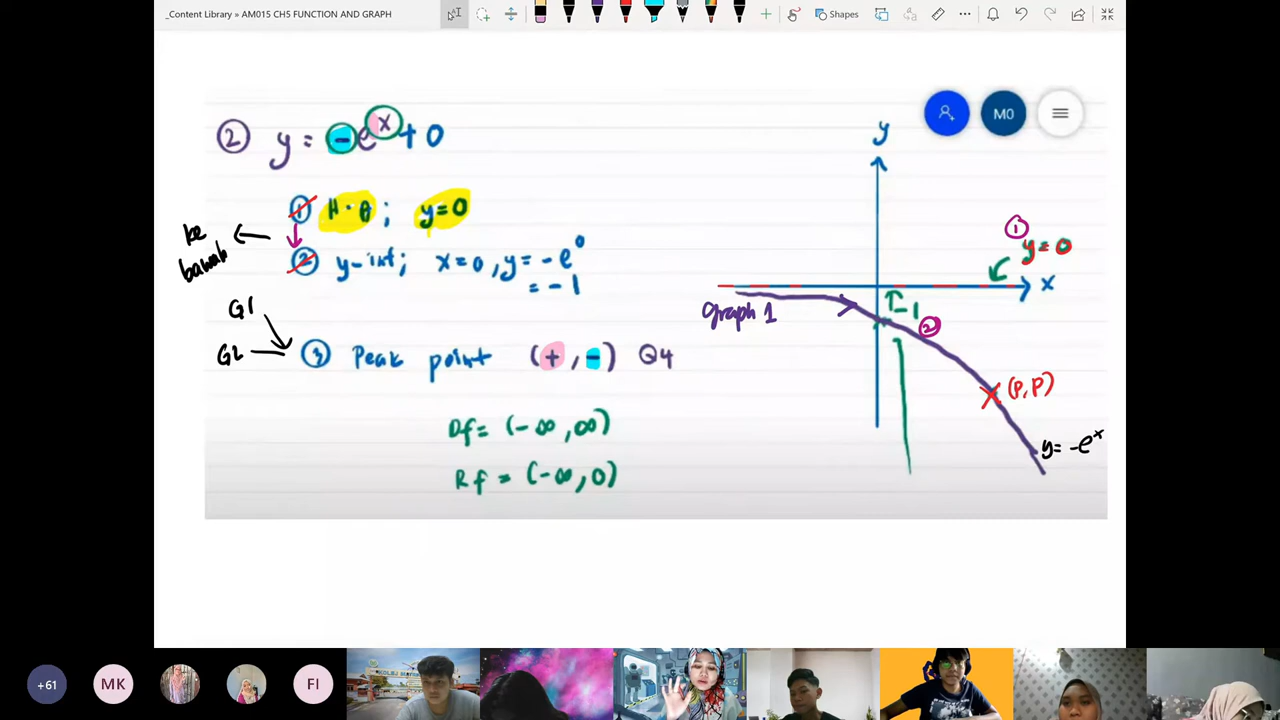 _Content Library » AM015 CH5 FUNCTION AND GRAPH
Shapes
MO
② y = -e^x + 0
① H.A ; y=0
ke bawah
② y-int; x=0, y = -e^0
= -1
G1
G2
③ Peak point (+, -) Q4
Df = (-∞, ∞)
Rf = (-∞, 0)
y
①
y=0
x
Graph 1
-1
②
(P, P)
y = -e^x
+61
MK
FI